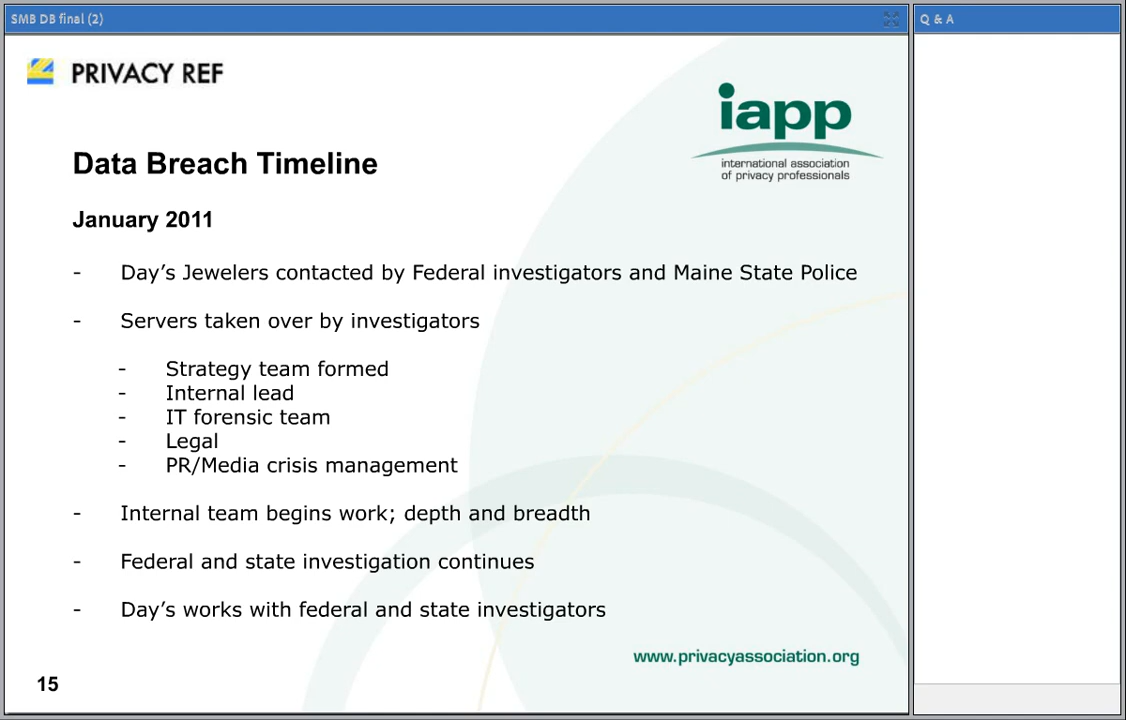 SMB DB final (2)
Q & A
PRIVACY REF
iapp
international association
of privacy professionals
Data Breach Timeline
January 2011
- Day’s Jewelers contacted by Federal investigators and Maine State Police
- Servers taken over by investigators
- Strategy team formed
- Internal lead
- IT forensic team
- Legal
- PR/Media crisis management
- Internal team begins work; depth and breadth
- Federal and state investigation continues
- Day’s works with federal and state investigators
www.privacyassociation.org
15